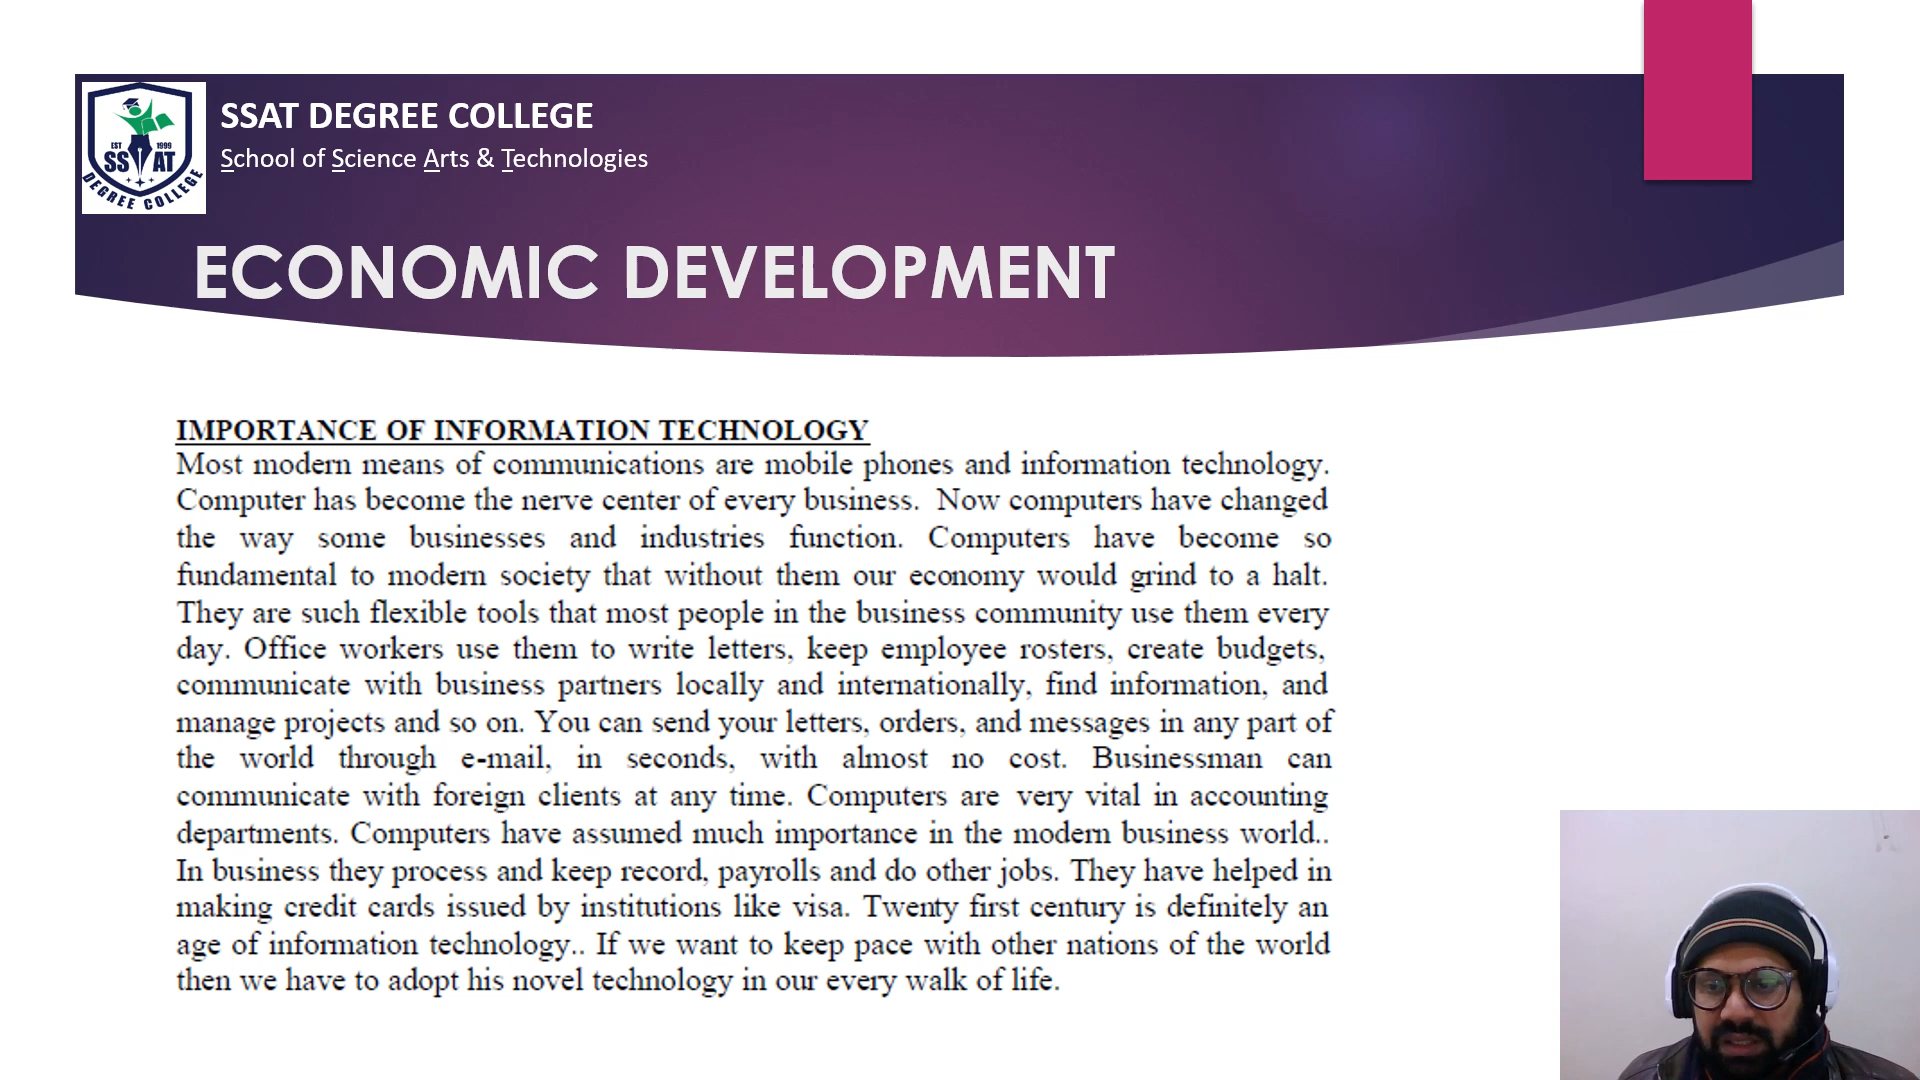 SSAT DEGREE COLLEGE
School of Science Arts & Technologies
EST 1999
SS AT
DEGREE COLLEGE
ECONOMIC DEVELOPMENT
IMPORTANCE OF INFORMATION TECHNOLOGY
Most modern means of communications are mobile phones and information technology.
Computer has become the nerve center of every business. Now computers have changed
the way some businesses and industries function. Computers have become so
fundamental to modern society that without them our economy would grind to a halt.
They are such flexible tools that most people in the business community use them every
day. Office workers use them to write letters, keep employee rosters, create budgets,
communicate with business partners locally and internationally, find information, and
manage projects and so on. You can send your letters, orders, and messages in any part of
the world through e-mail, in seconds, with almost no cost. Businessman can
communicate with foreign clients at any time. Computers are very vital in accounting
departments. Computers have assumed much importance in the modern business world..
In business they process and keep record, payrolls and do other jobs. They have helped in
making credit cards issued by institutions like visa. Twenty first century is definitely an
age of information technology.. If we want to keep pace with other nations of the world
then we have to adopt his novel technology in our every walk of life.